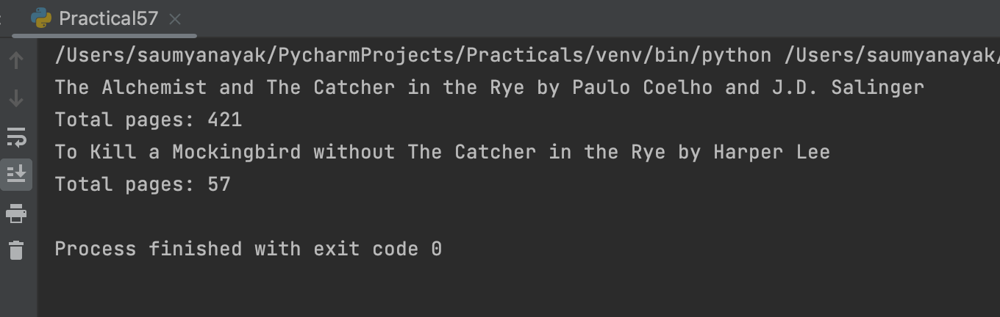 Practical57
/Users/saumyanayak/PycharmProjects/Practicals/venv/bin/python /Users/saumyanayak/
The Alchemist and The Catcher in the Rye by Paulo Coelho and J.D. Salinger
Total pages: 421
To Kill a Mockingbird without The Catcher in the Rye by Harper Lee
Total pages: 57
Process finished with exit code 0